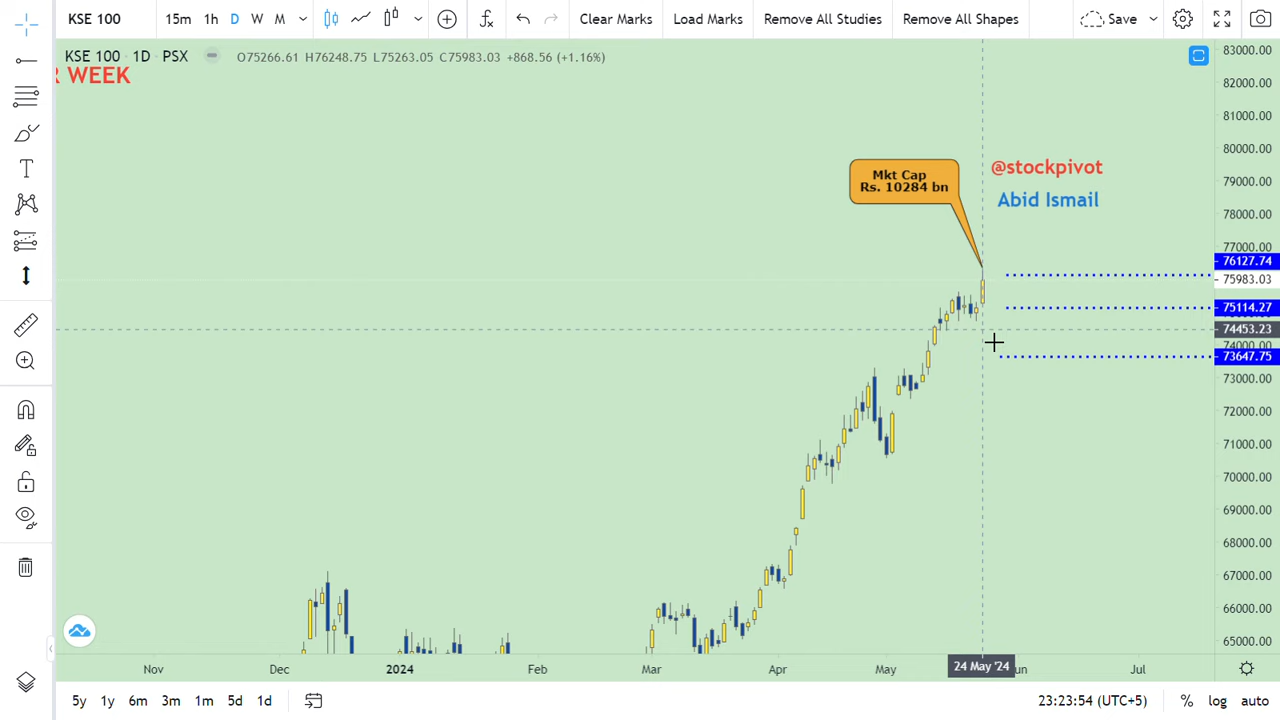 KSE 100 15m 1h D W M Clear Marks Load Marks Remove All Studies Remove All Shapes Save
KSE 100 · 1D · PSX O75266.61 H76248.75 L75263.05 C75983.03 +868.56 (+1.16%)
R WEEK
83000.00
82000.00
81000.00
80000.00
79000.00
78000.00
77000.00
76127.74
75983.03
75114.27
74453.23
74000.00
73647.75
73000.00
72000.00
71000.00
70000.00
69000.00
68000.00
67000.00
66000.00
65000.00
Mkt Cap
Rs. 10284 bn
@stockpivot
Abid Ismail
Nov Dec 2024 Feb Mar Apr May 24 May '24 un Jul
5y 1y 6m 3m 1m 5d 1d 23:23:54 (UTC+5) % log auto